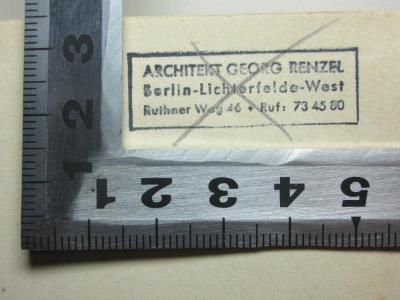 ARCHITEKT GEORG RENZEL
Berlin-Lichterfelde-West
Ruthner Weg 46 + Ruf: 73 45 80
3
2
1 2 3 4 5